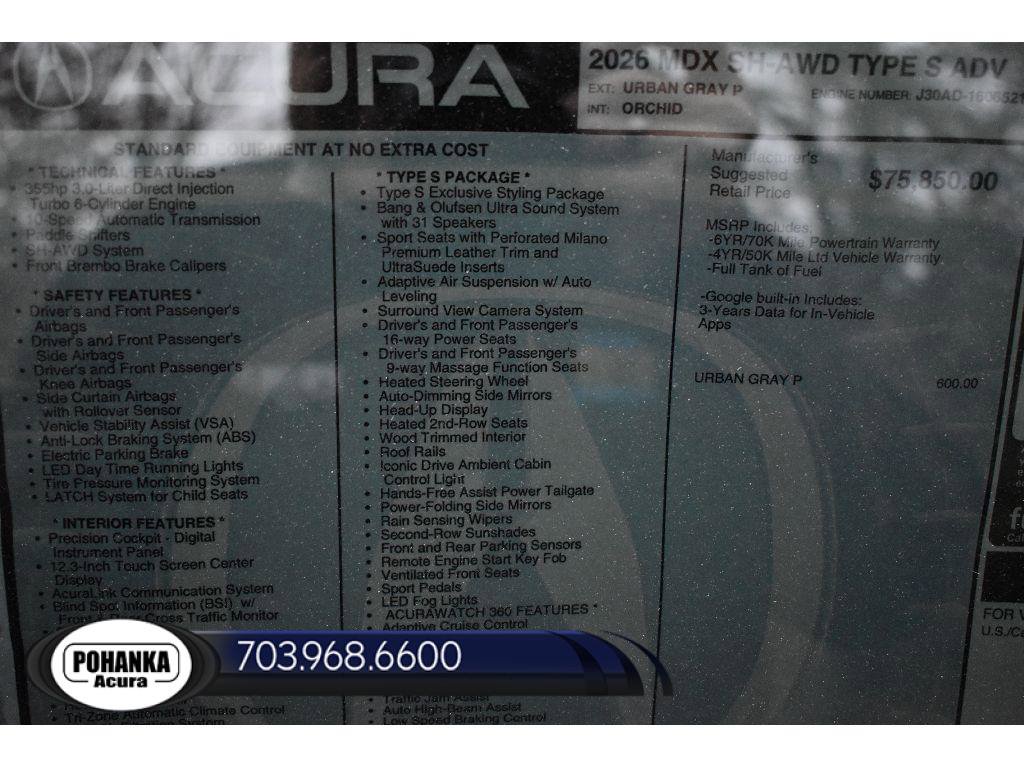 ACURA
2026 MDX SH-AWD TYPE S ADV
EXT: URBAN GRAY P
ENGINE NUMBER: J30AC-1606521
INT: ORCHID
STANDARD EQUIPMENT AT NO EXTRA COST
* TECHNICAL FEATURES *
• 355hp 3.0-Liter Direct Injection
Turbo 6-Cylinder Engine
• 10-Speed Automatic Transmission
• Paddle Shifters
• SH-AWD System
• Front Brembo Brake Calipers
* SAFETY FEATURES *
• Driver's and Front Passenger's
Airbags
• Driver's and Front Passenger's
Side Airbags
• Driver's and Front Passenger's
Knee Airbags
• Side Curtain Airbags
with Rollover Sensor
• Vehicle Stability Assist (VSA)
• Anti-Lock Braking System (ABS)
• Electric Parking Brake
• LED Day Time Running Lights
• Tire Pressure Monitoring System
• LATCH System for Child Seats
* INTERIOR FEATURES *
• Precision Cockpit - Digital
Instrument Panel
• 12.3-Inch Touch Screen Center
Display
• AcuraLink Communication System
• Blind Spot Information (BSI) w/
Front / Rear Cross Traffic Monitor
• Tri-Zone Automatic Climate Control
System
* TYPE S PACKAGE *
• Type S Exclusive Styling Package
• Bang & Olufsen Ultra Sound System
with 31 Speakers
• Sport Seats with Perforated Milano
Premium Leather Trim and
UltraSuede Inserts
• Adaptive Air Suspension w/ Auto
Leveling
• Surround View Camera System
• Driver's and Front Passenger's
16-way Power Seats
• Driver's and Front Passenger's
9-way Massage Function Seats
• Heated Steering Wheel
• Auto-Dimming Side Mirrors
• Head-Up Display
• Heated 2nd-Row Seats
• Wood Trimmed Interior
• Roof Rails
• Iconic Drive Ambient Cabin
Control Light
• Hands-Free Assist Power Tailgate
• Power-Folding Side Mirrors
• Rain Sensing Wipers
• Second-Row Sunshades
• Front and Rear Parking Sensors
• Remote Engine Start Key Fob
• Ventilated Front Seats
• Sport Pedals
• LED Fog Lights
* ACURAWATCH 360 FEATURES *
• Adaptive Cruise Control
• Traffic Jam Assist
• Auto High-Beam Assist
• Low Speed Braking Control
Manufacturer's
Suggested
Retail Price
$75,850.00
MSRP Includes:
-6YR/70K Mile Powertrain Warranty
-4YR/50K Mile Ltd Vehicle Warranty
-Full Tank of Fuel
-Google built-in Includes:
3-Years Data for In-Vehicle
Apps
URBAN GRAY P 600.00
FOR V
U.S./Ca
POHANKA
Acura
703.968.6600